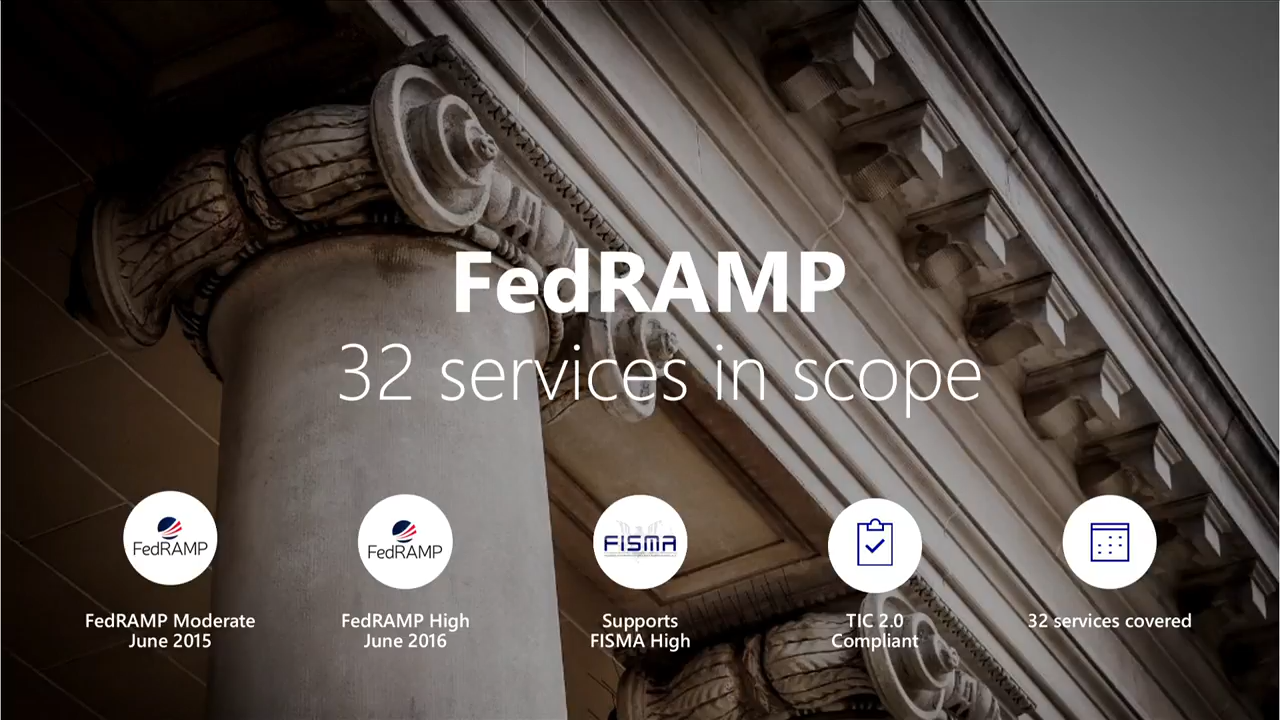 FedRAMP
32 services in scope
FedRAMP
FedRAMP
FISMA
FedRAMP Moderate
June 2015
FedRAMP High
June 2016
Supports
FISMA High
TIC 2.0
Compliant
32 services covered